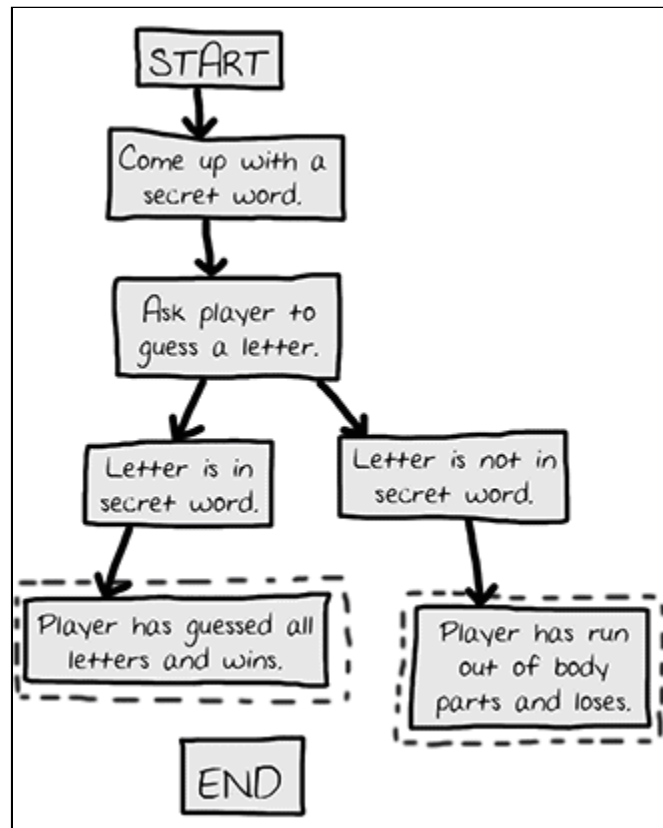 START
Come up with a
secret word.
Ask player to
guess a letter.
Letter is in
secret word.
Letter is not in
secret word.
Player has guessed all
letters and wins.
Player has run
out of body
parts and loses.
END